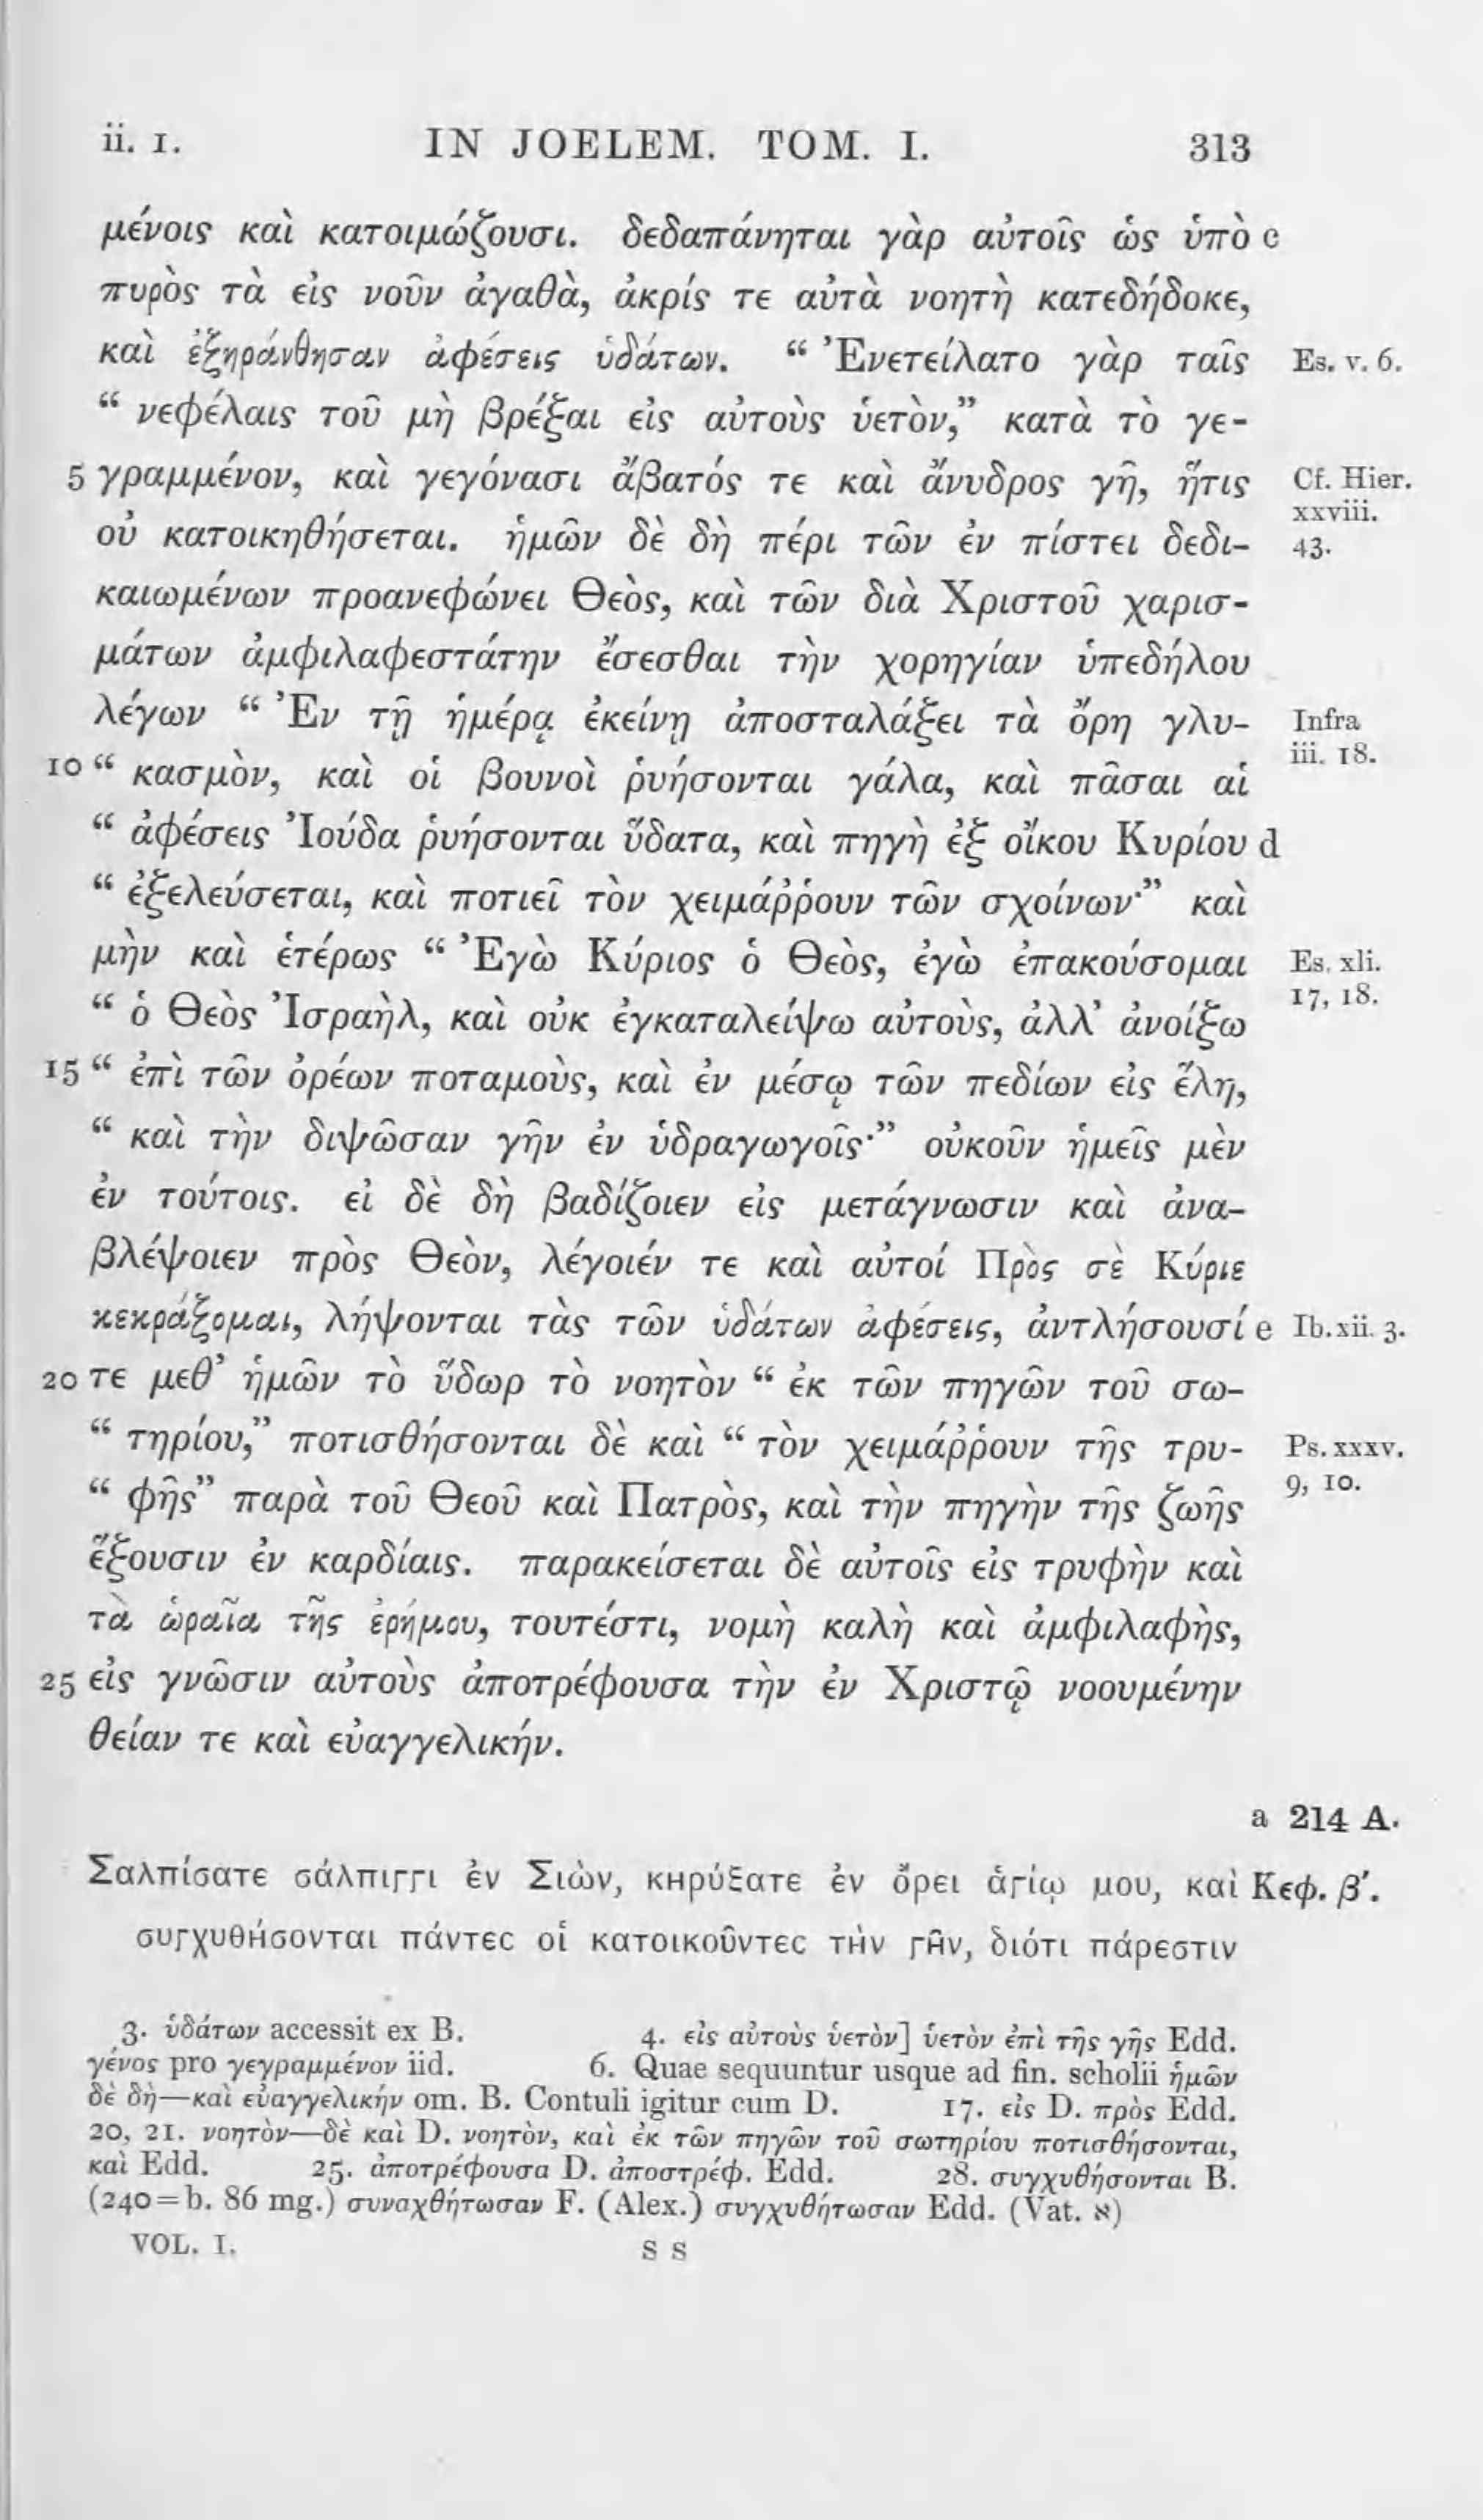 ii. 1. IN JOELEM. TOM. I. 313
μένοις καὶ κατοιμώζουσι. δεδαπάνηται γὰρ αὐτοῖς ὡς ὑπὸ c
πυρὸς τὰ εἰς νοῦν ἀγαθὰ, ἀκρίς τε αὐτὰ νοητὴ κατεδήδοκε,
καὶ ἐξηράνθησαν ἀφέσεις ὑδάτων. “ Ἐνετείλατο γὰρ ταῖς Es. v. 6.
“ νεφέλαις τοῦ μὴ βρέξαι εἰς αὐτοὺς ὑετὸν,” κατὰ τὸ γε-
5 γραμμένον, καὶ γεγόνασι ἄβατός τε καὶ ἄνυδρος γῆ, ἥτις Cf. Hier. xxviii.
οὐ κατοικηθήσεται. ἡμῶν δὲ δὴ πέρι τῶν ἐν πίστει δεδι- 43.
καιωμένων προανεφώνει Θεὸς, καὶ τῶν διὰ Χριστοῦ χαρισ-
μάτων ἀμφιλαφεστάτην ἔσεσθαι τὴν χορηγίαν ὑπεδήλου
λέγων “ Ἐν τῇ ἡμέρᾳ ἐκείνῃ ἀποσταλάξει τὰ ὄρη γλυ- Infra
10 “ κασμὸν, καὶ οἱ βουνοὶ ῥυήσονται γάλα, καὶ πᾶσαι αἱ iii. 18.
“ ἀφέσεις Ἰούδα ῥυήσονται ὕδατα, καὶ πηγὴ ἐξ οἴκου Κυρίου d
“ ἐξελεύσεται, καὶ ποτιεῖ τὸν χειμάῤῥουν τῶν σχοίνων·” καὶ
μὴν καὶ ἑτέρως “ Ἐγὼ Κύριος ὁ Θεὸς, ἐγὼ ἐπακούσομαι Es. xli.
“ ὁ Θεὸς Ἰσραὴλ, καὶ οὐκ ἐγκαταλείψω αὐτοὺς, ἀλλ’ ἀνοίξω 17, 18.
15 “ ἐπὶ τῶν ὀρέων ποταμοὺς, καὶ ἐν μέσῳ τῶν πεδίων εἰς ἕλη,
“ καὶ τὴν διψῶσαν γῆν ἐν ὑδραγωγοῖς·” οὐκοῦν ἡμεῖς μὲν
ἐν τούτοις. εἰ δὲ δὴ βαδίζοιεν εἰς μετάγνωσιν καὶ ἀνα-
βλέψοιεν πρὸς Θεὸν, λέγοιέν τε καὶ αὐτοί Πρὸς σὲ Κύριε
κεκράξομαι, λήψονται τὰς τῶν ὑδάτων ἀφέσεις, ἀντλήσουσί e Ib. xii. 3.
20 τε μεθ’ ἡμῶν τὸ ὕδωρ τὸ νοητὸν “ ἐκ τῶν πηγῶν τοῦ σω-
“ τηρίου,” ποτισθήσονται δὲ καὶ “ τὸν χειμάῤῥουν τῆς τρυ- Ps. xxxv.
“ φῆς” παρὰ τοῦ Θεοῦ καὶ Πατρὸς, καὶ τὴν πηγὴν τῆς ζωῆς 9, 10.
ἕξουσιν ἐν καρδίαις. παρακείσεται δὲ αὐτοῖς εἰς τρυφὴν καὶ
τὰ ὡραῖα τῆς ἐρήμου, τουτέστι, νομὴ καλὴ καὶ ἀμφιλαφὴς,
25 εἰς γνῶσιν αὐτοὺς ἀποτρέφουσα τὴν ἐν Χριστῷ νοουμένην
θείαν τε καὶ εὐαγγελικήν.
a 214 A.
Σαλπίσατε σάλπιγγι ἐν Σιὼν, κηρύξατε ἐν ὄρει ἁγίῳ μου, καὶ Κεφ. β′.
συγχυθήσονται πάντες οἱ κατοικοῦντες τὴν γῆν, διότι πάρεστιν
3. ὑδάτων accessit ex B. 4. εἰς αὐτοὺς ὑετὸν] ὑετὸν ἐπὶ τῆς γῆς Edd.
γένος pro γεγραμμένον iid. 6. Quae sequuntur usque ad fin. scholii ἡμῶν
δὲ δὴ—καὶ εὐαγγελικήν om. B. Contuli igitur cum D. 17. εἰς D. πρὸς Edd.
20, 21. νοητὸν—δὲ καὶ D. νοητὸν, καὶ ἐκ τῶν πηγῶν τοῦ σωτηρίου ποτισθήσονται,
καὶ Edd. 25. ἀποτρέφουσα D. ἀποστρέφ. Edd. 28. συγχυθήσονται B.
(240 = b. 86 mg.) συναχθήτωσαν F. (Alex.) συγχυθήτωσαν Edd. (Vat. א)
VOL. I. S S